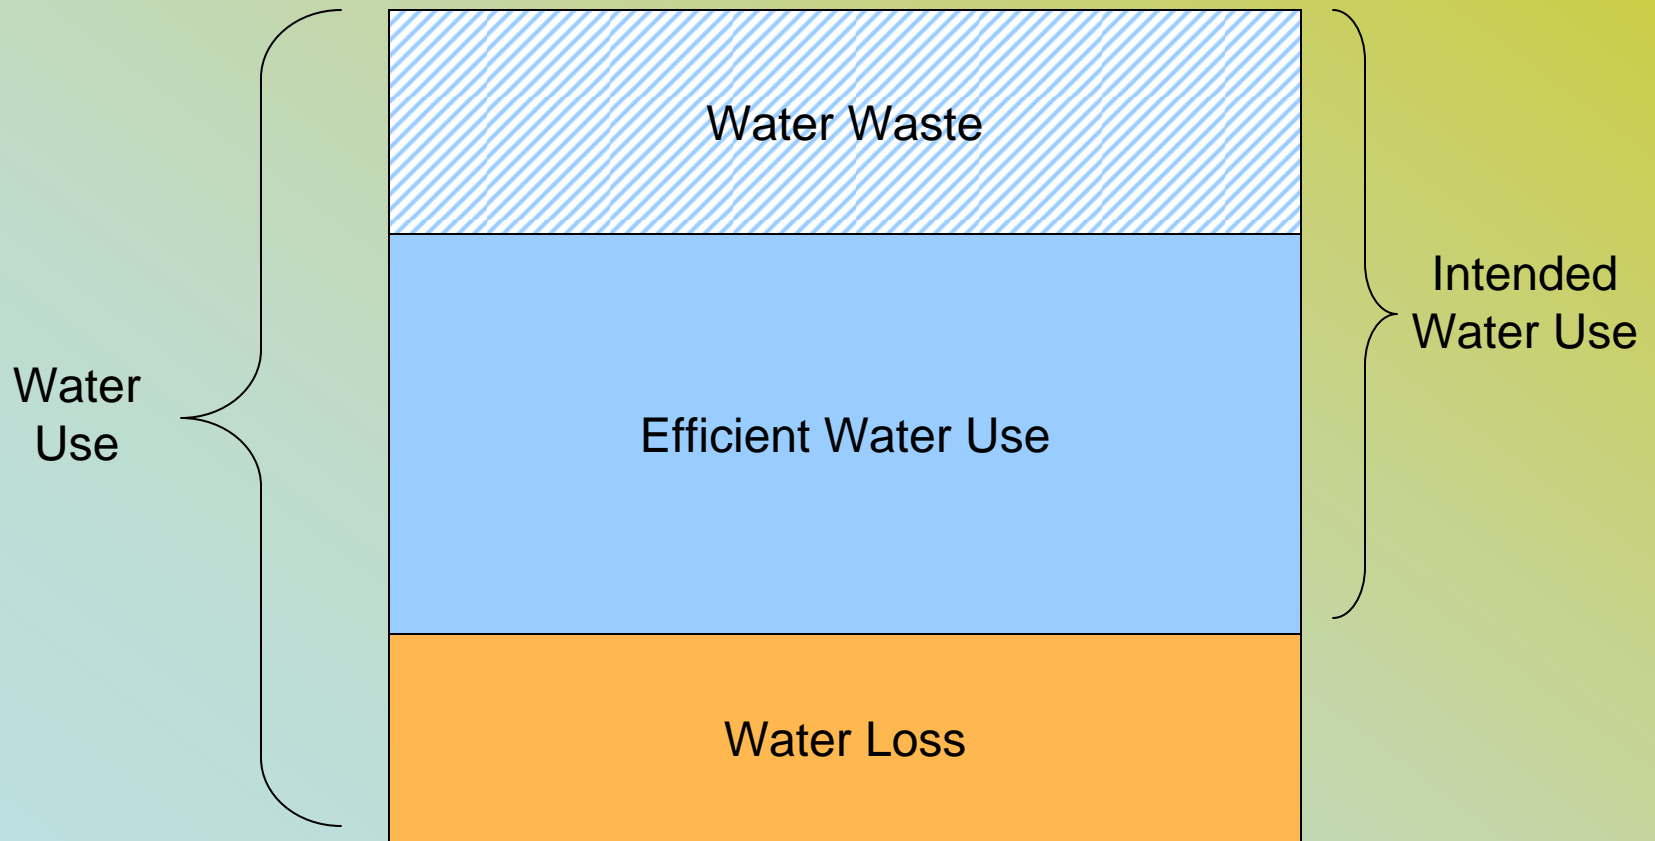 Water Waste
Intended
Water Use
Water
Use
Efficient Water Use
Water Loss